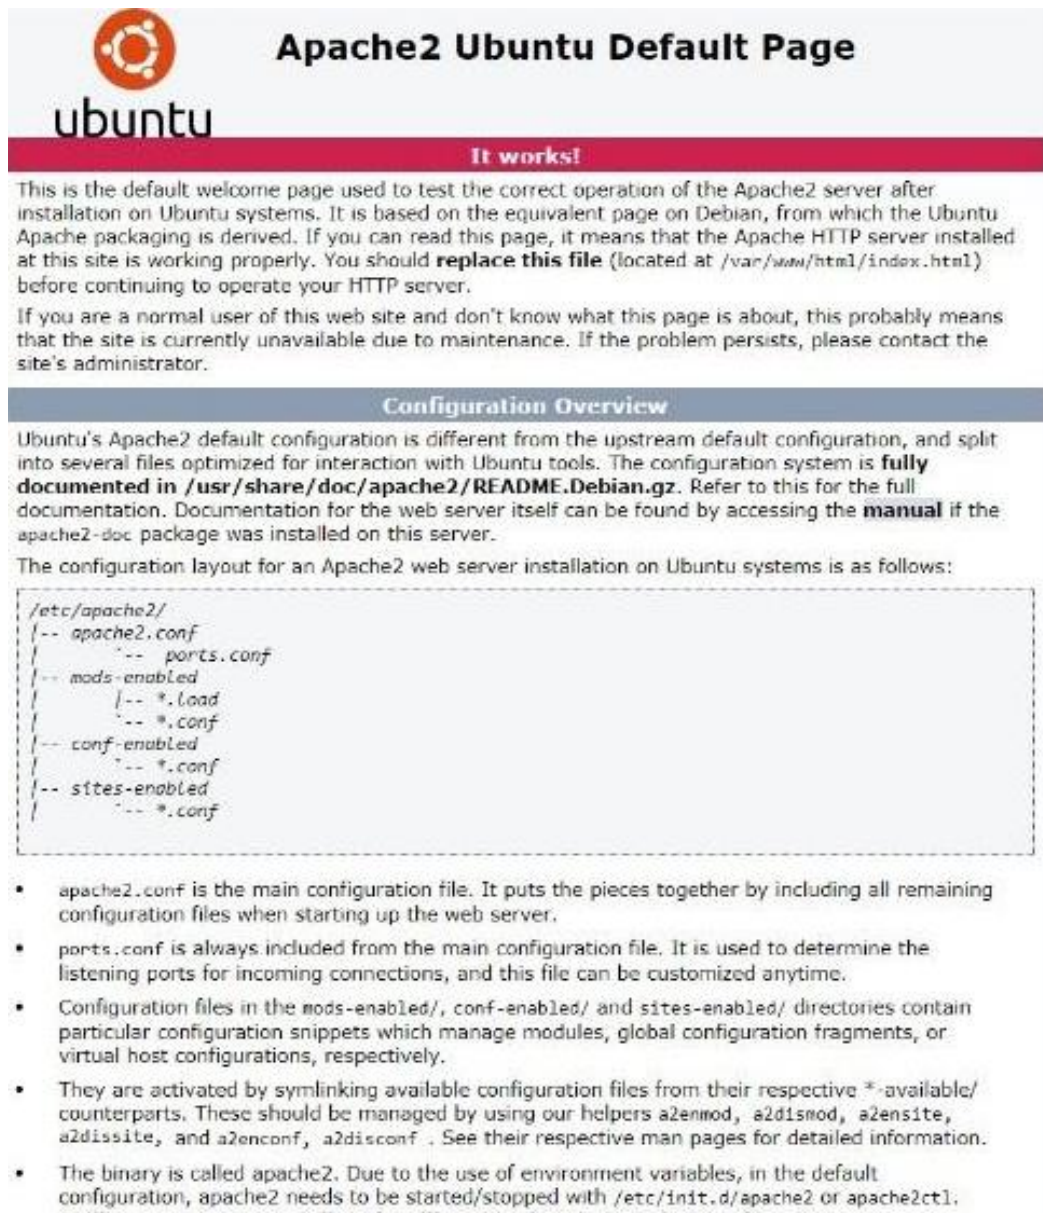 Apache2 Ubuntu Default Page
ubuntu
It works!
This is the default welcome page used to test the correct operation of the Apache2 server after
installation on Ubuntu systems. It is based on the equivalent page on Debian, from which the Ubuntu
Apache packaging is derived. If you can read this page, it means that the Apache HTTP server installed
at this site is working properly. You should replace this file (located at /var/www/html/index.html)
before continuing to operate your HTTP server.
If you are a normal user of this web site and don't know what this page is about, this probably means
that the site is currently unavailable due to maintenance. If the problem persists, please contact the
site's administrator.
Configuration Overview
Ubuntu's Apache2 default configuration is different from the upstream default configuration, and split
into several files optimized for interaction with Ubuntu tools. The configuration system is fully
documented in /usr/share/doc/apache2/README.Debian.gz. Refer to this for the full
documentation. Documentation for the web server itself can be found by accessing the manual if the
apache2-doc package was installed on this server.
The configuration layout for an Apache2 web server installation on Ubuntu systems is as follows:
/etc/apache2/
|-- apache2.conf
|       `--  ports.conf
|-- mods-enabled
|       |-- *.load
|       `-- *.conf
|-- conf-enabled
|       `-- *.conf
|-- sites-enabled
|       `-- *.conf
• apache2.conf is the main configuration file. It puts the pieces together by including all remaining
configuration files when starting up the web server.
• ports.conf is always included from the main configuration file. It is used to determine the
listening ports for incoming connections, and this file can be customized anytime.
• Configuration files in the mods-enabled/, conf-enabled/ and sites-enabled/ directories contain
particular configuration snippets which manage modules, global configuration fragments, or
virtual host configurations, respectively.
• They are activated by symlinking available configuration files from their respective *-available/
counterparts. These should be managed by using our helpers a2enmod, a2dismod, a2ensite,
a2dissite, and a2enconf, a2disconf . See their respective man pages for detailed information.
• The binary is called apache2. Due to the use of environment variables, in the default
configuration, apache2 needs to be started/stopped with /etc/init.d/apache2 or apache2ctl.